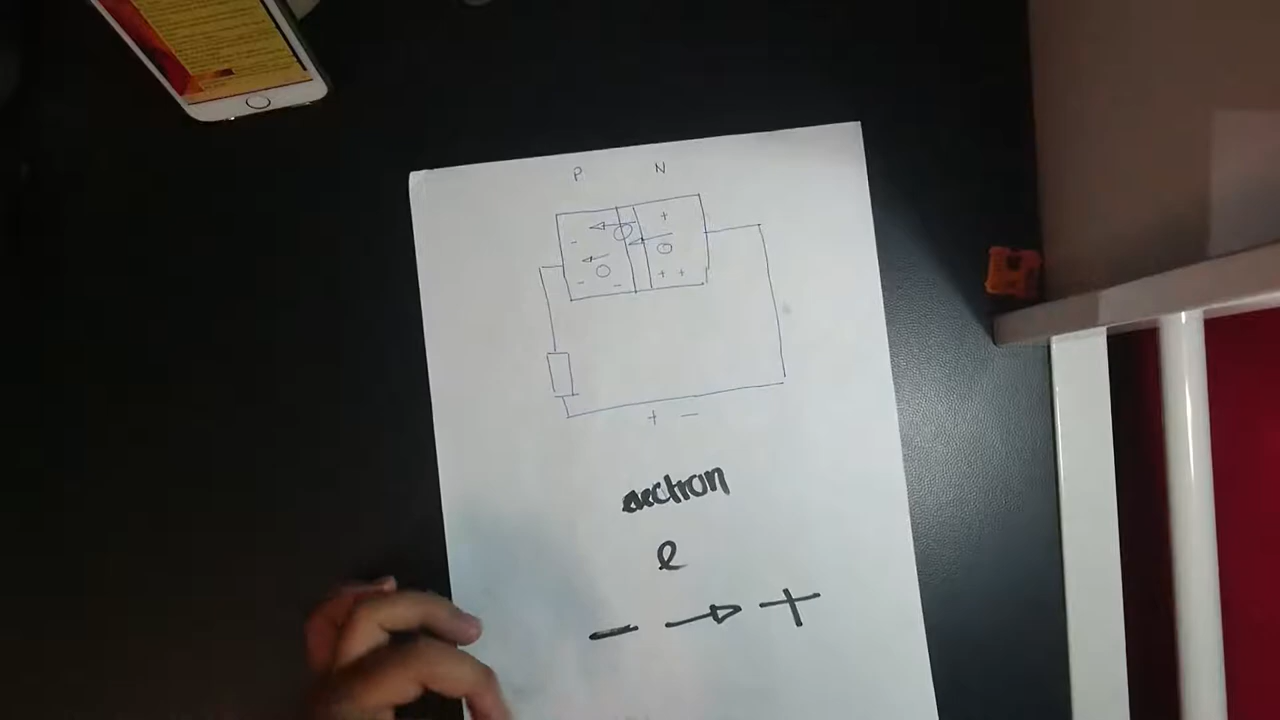 P N
+
-
- - + +
+ -
electron
e
- → +